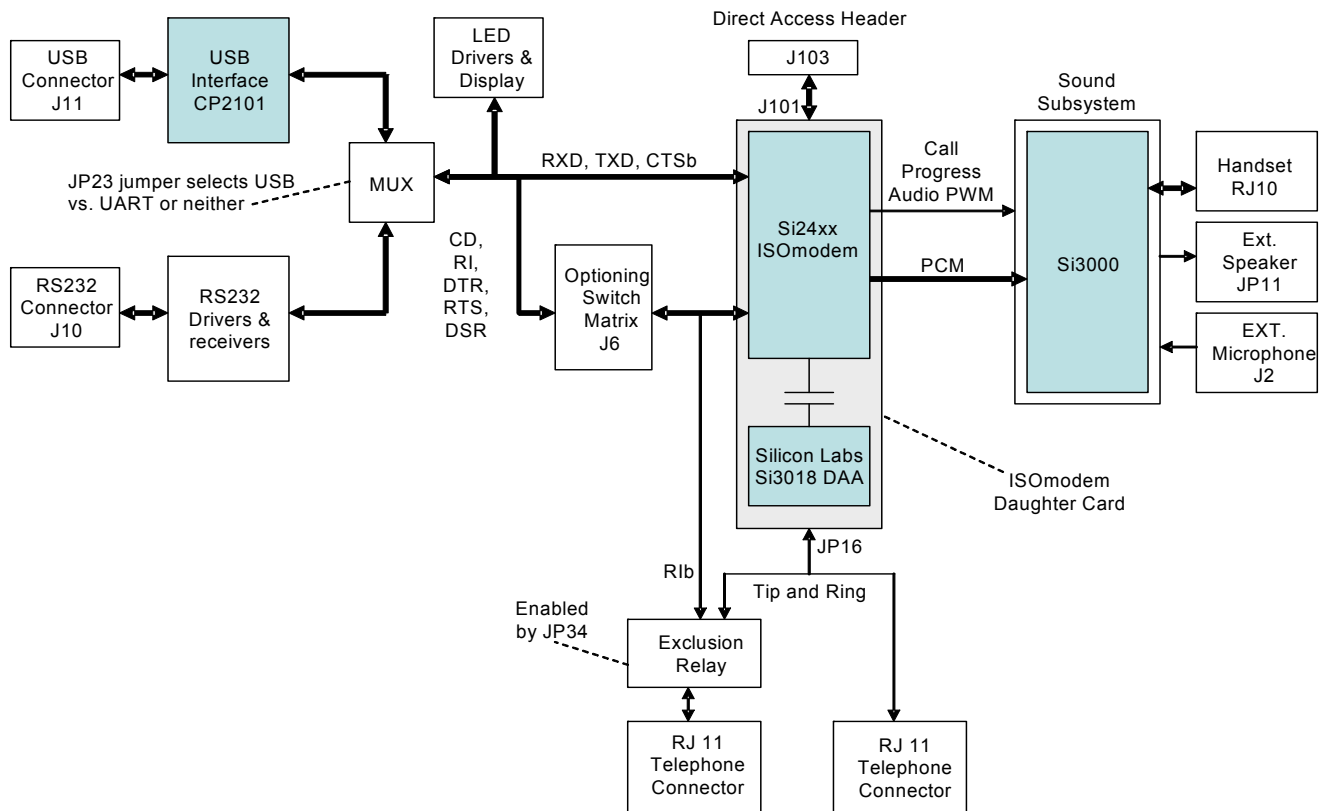 Direct Access Header
USB
Connector
J11
USB
Interface
CP2101
LED
Drivers &
Display
J103
J101
Sound
Subsystem
JP23 jumper selects USB
vs. UART or neither
MUX
RXD, TXD, CTSb
Si24xx
ISOmodem
Call
Progress
Audio PWM
PCM
Si3000
Handset
RJ10
Ext.
Speaker
JP11
EXT.
Microphone
J2
RS232
Connector
J10
RS232
Drivers &
receivers
CD,
RI,
DTR,
RTS,
DSR
Optioning
Switch
Matrix
J6
Silicon Labs
Si3018 DAA
ISOmodem
Daughter Card
JP16
RIb
Tip and Ring
Enabled
by JP34
Exclusion
Relay
RJ 11
Telephone
Connector
RJ 11
Telephone
Connector